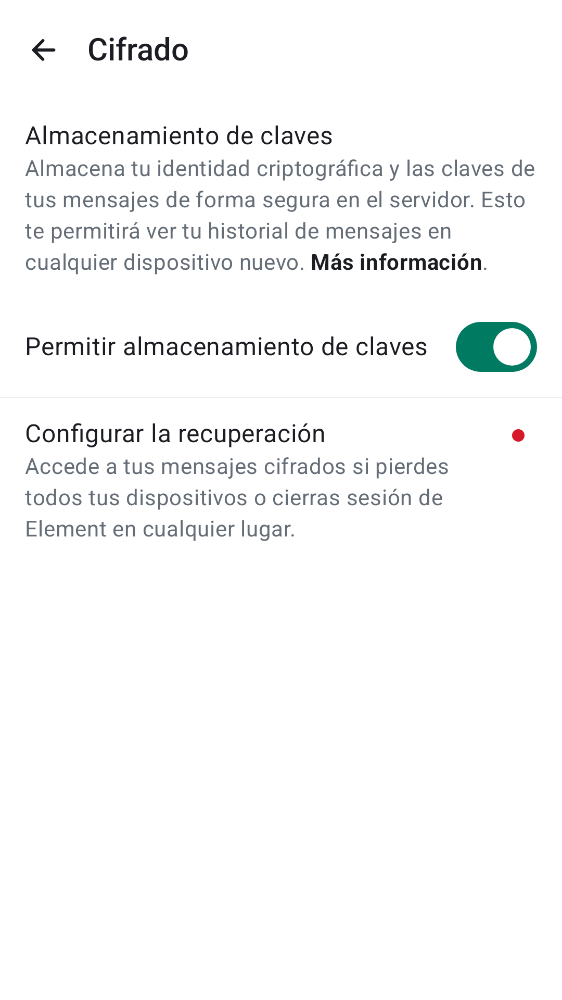 Cifrado
Almacenamiento de claves
Almacena tu identidad criptográfica y las claves de
tus mensajes de forma segura en el servidor. Esto
te permitirá ver tu historial de mensajes en
cualquier dispositivo nuevo. Más información.
Permitir almacenamiento de claves
Configurar la recuperación
Accede a tus mensajes cifrados si pierdes
todos tus dispositivos o cierras sesión de
Element en cualquier lugar.